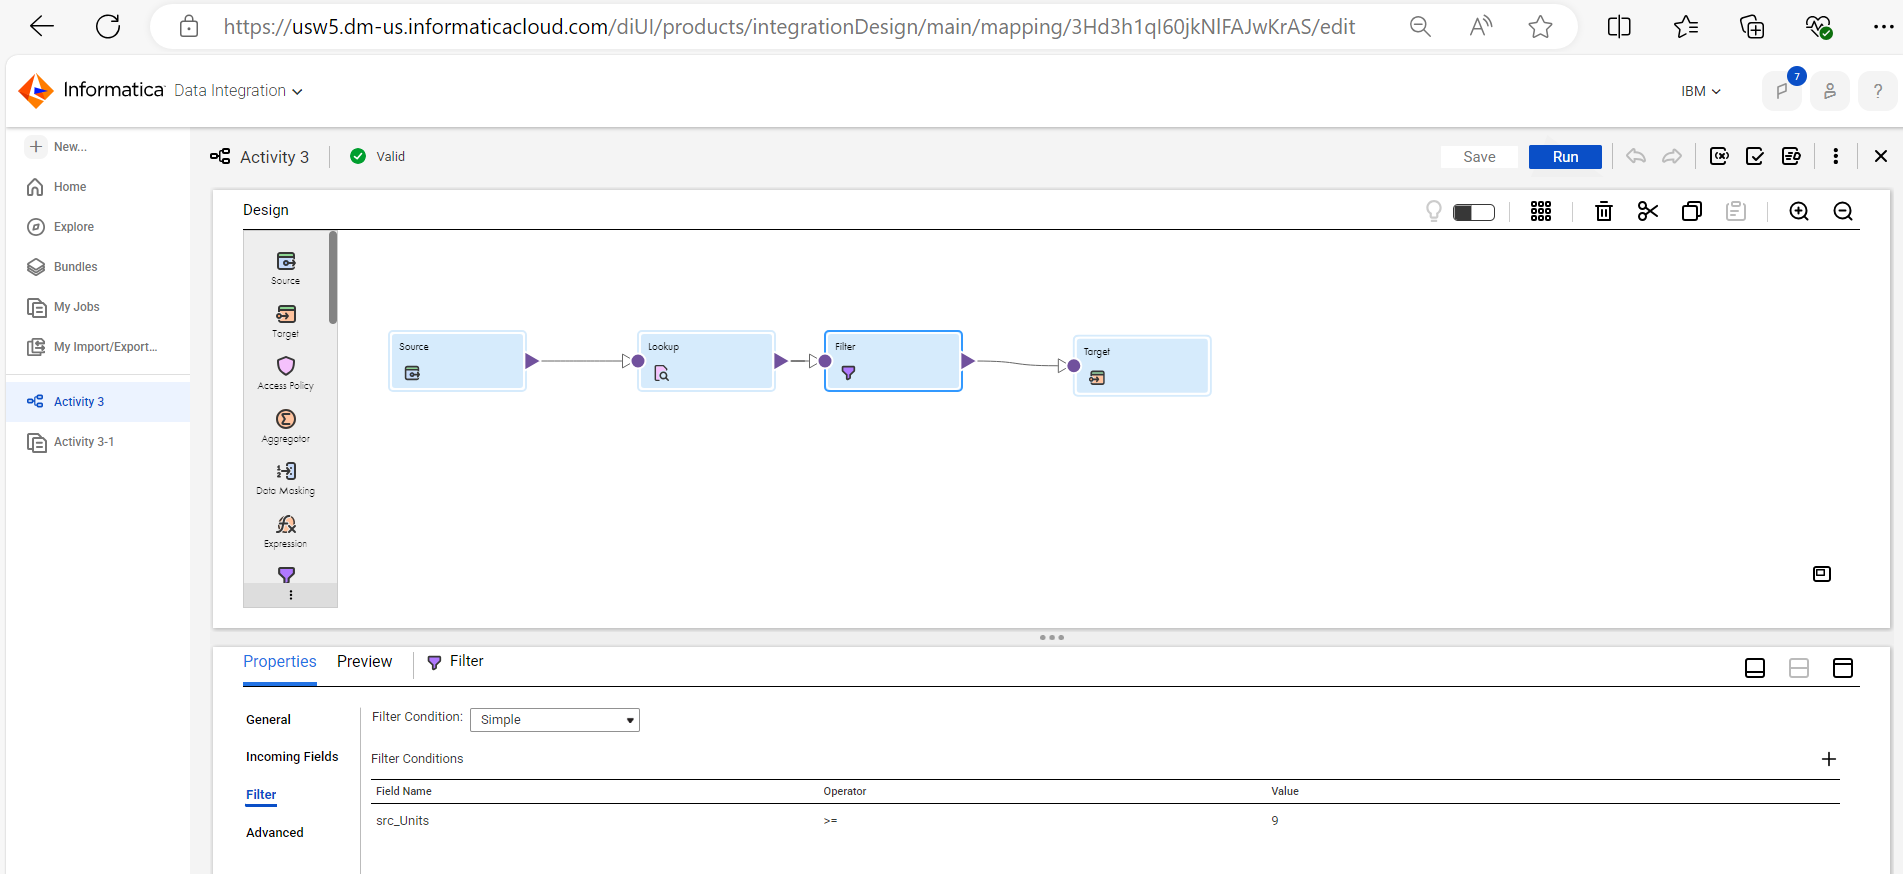 https://usw5.dm-us.informaticacloud.com/diUI/products/integrationDesign/main/mapping/3Hd3h1qI60jkNlFAJwKrAS/edit
Informatica Data Integration
IBM
7
?
New...
Home
Explore
Bundles
My Jobs
My Import/Export...
Activity 3
Activity 3-1
Activity 3
Valid
Save
Run
Design
Source
Target
Access Policy
Aggregator
Data Masking
Expression
Source
Lookup
Filter
Target
Properties
Preview
Filter
General
Incoming Fields
Filter
Advanced
Filter Condition: Simple
Filter Conditions
Field Name Operator Value
src_Units >= 9